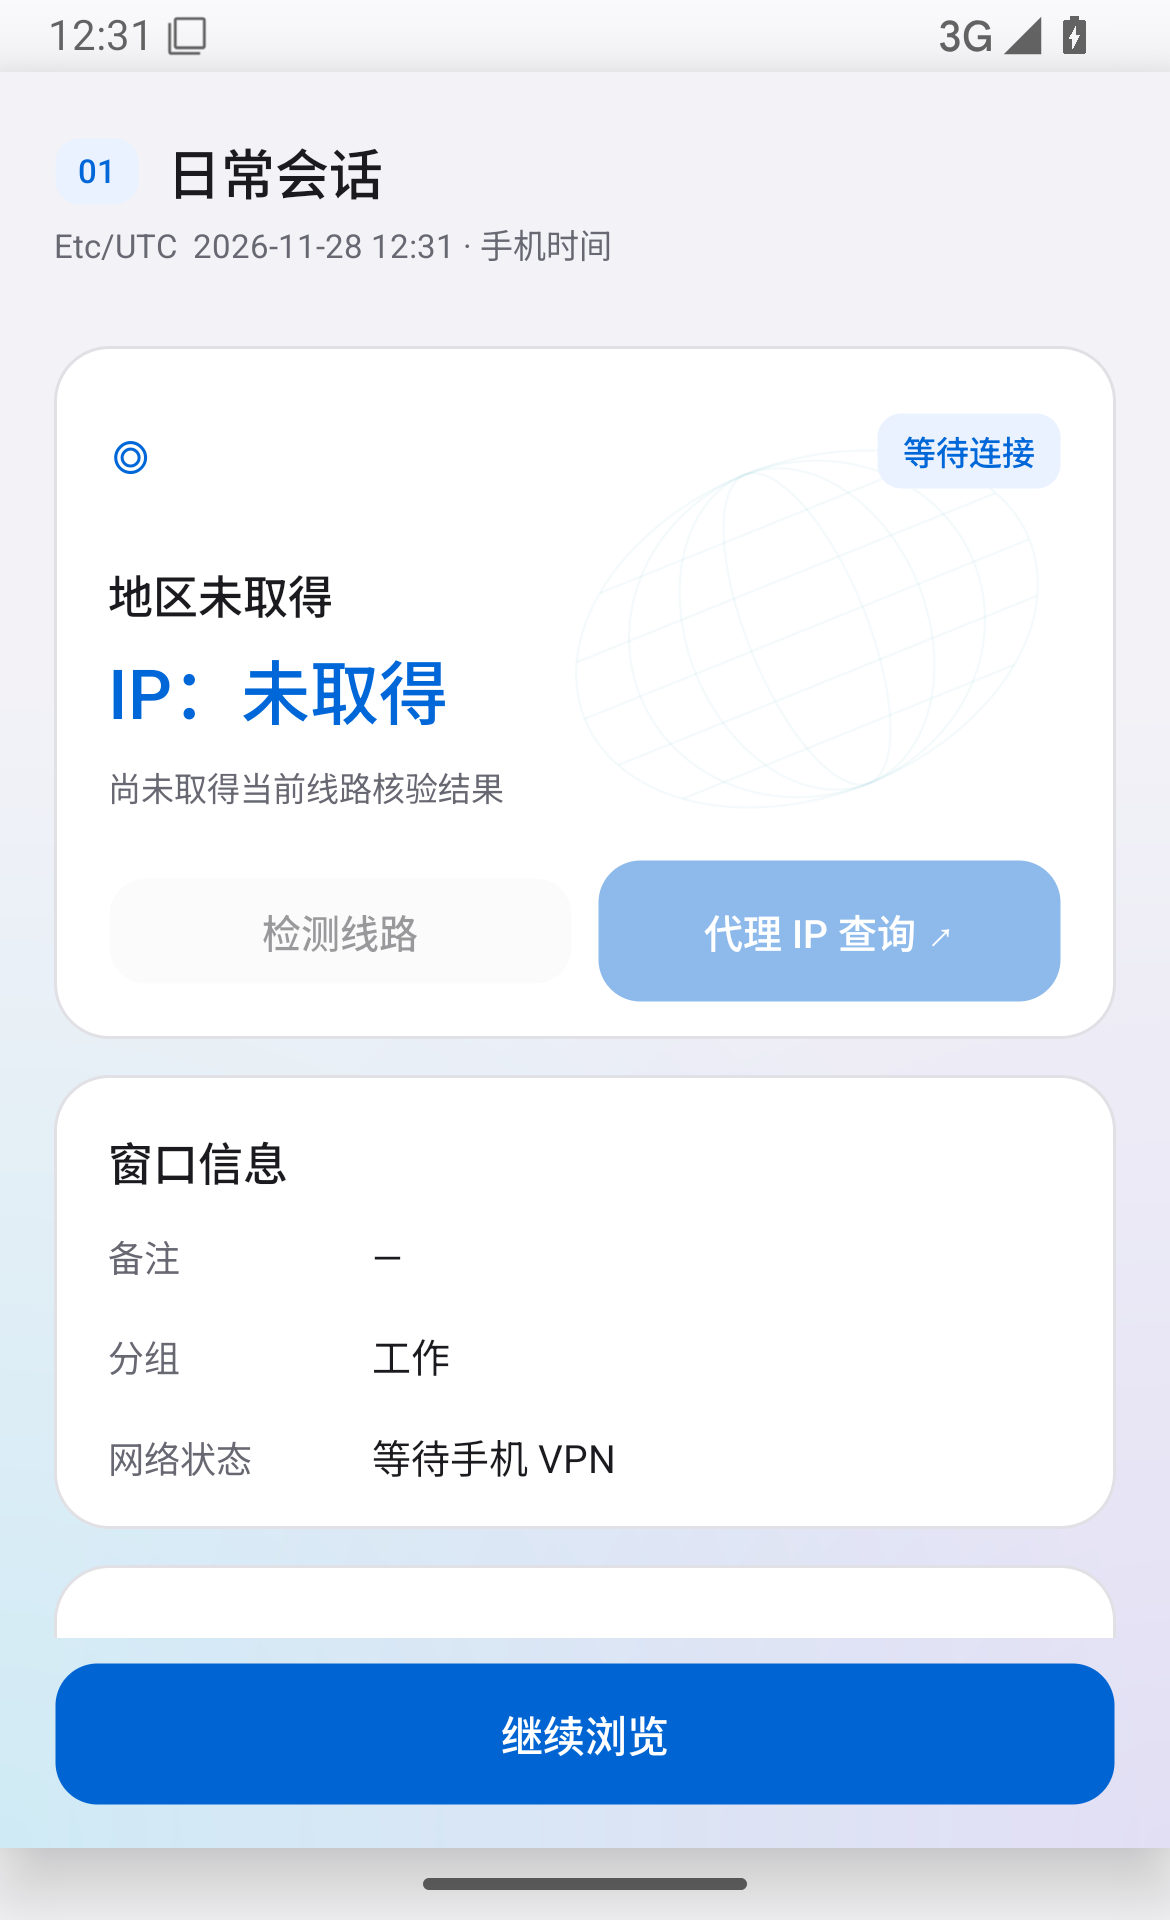 12:31
3G
01 日常会话
Etc/UTC 2026-11-28 12:31 · 手机时间
等待连接
地区未取得
IP：未取得
尚未取得当前线路核验结果
检测线路
代理 IP 查询 ↗
窗口信息
备注 —
分组 工作
网络状态 等待手机 VPN
继续浏览